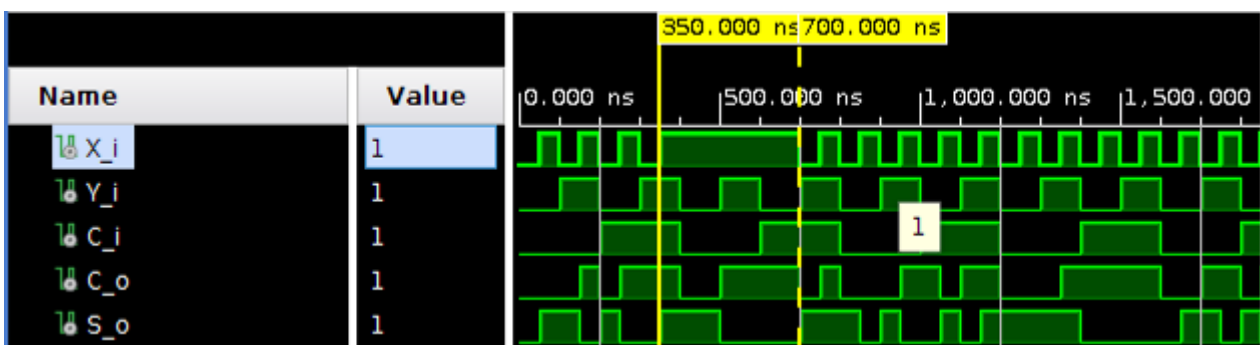 350.000 ns 700.000 ns
Name Value 0.000 ns 500.000 ns 1,000.000 ns 1,500.000
X_i 1
Y_i 1
C_i 1 1
C_o 1
S_o 1